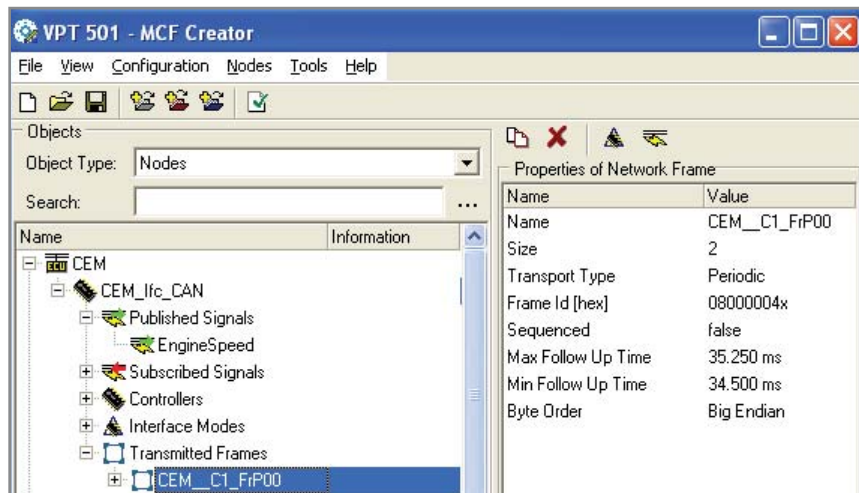 VPT 501 - MCF Creator
File View Configuration Nodes Tools Help
Objects
Object Type: Nodes
Search: ...
Name Information
CEM
CEM_Ifc_CAN
Published Signals
EngineSpeed
Subscribed Signals
Controllers
Interface Modes
Transmitted Frames
CEM__C1_FrP00
Properties of Network Frame
Name Value
Name CEM__C1_FrP00
Size 2
Transport Type Periodic
Frame Id [hex] 08000004x
Sequenced false
Max Follow Up Time 35.250 ms
Min Follow Up Time 34.500 ms
Byte Order Big Endian